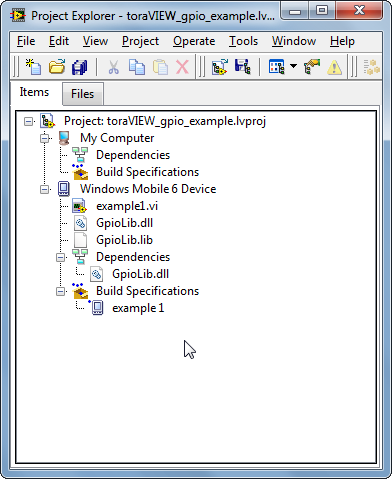 Project Explorer - toraVIEW_gpio_example.lv...
File Edit View Project Operate Tools Window Help
Items Files
Project: toraVIEW_gpio_example.lvproj
My Computer
Dependencies
Build Specifications
Windows Mobile 6 Device
example1.vi
GpioLib.dll
GpioLib.lib
Dependencies
GpioLib.dll
Build Specifications
example 1